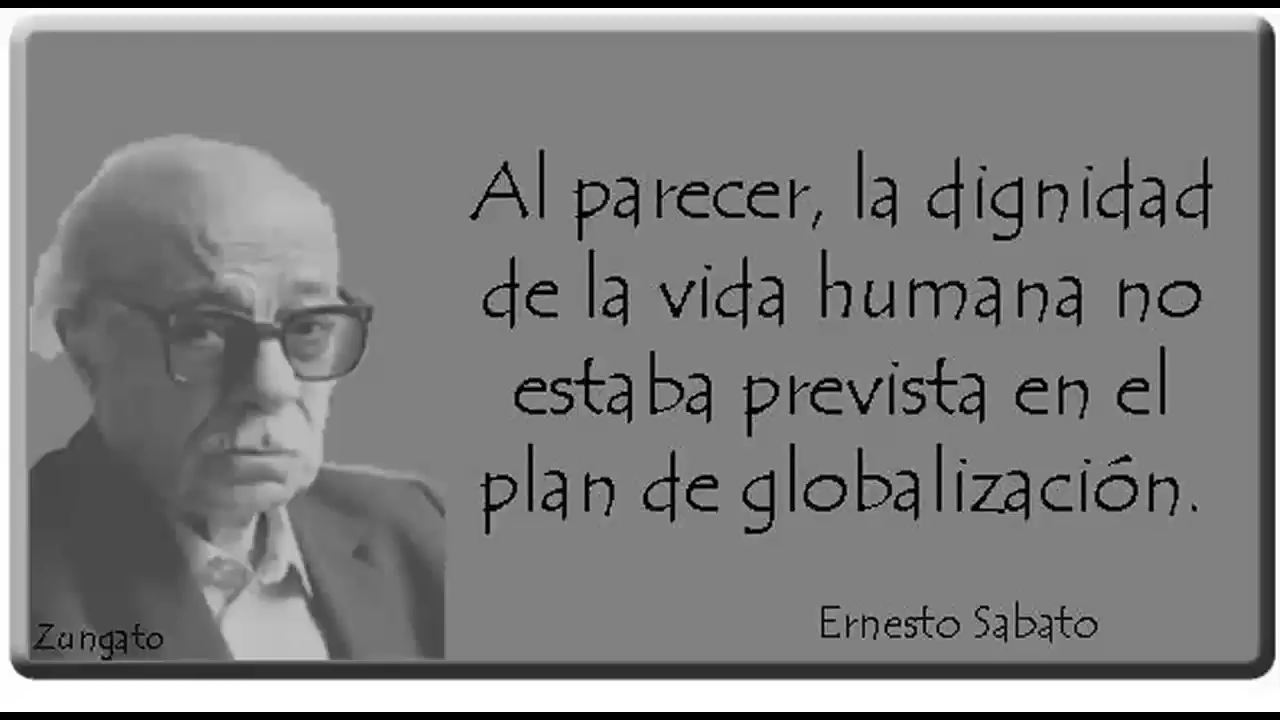 Al parecer, la dignidad
de la vida humana no
estaba prevista en el
plan de globalización.
Ernesto Sabato
Zungato